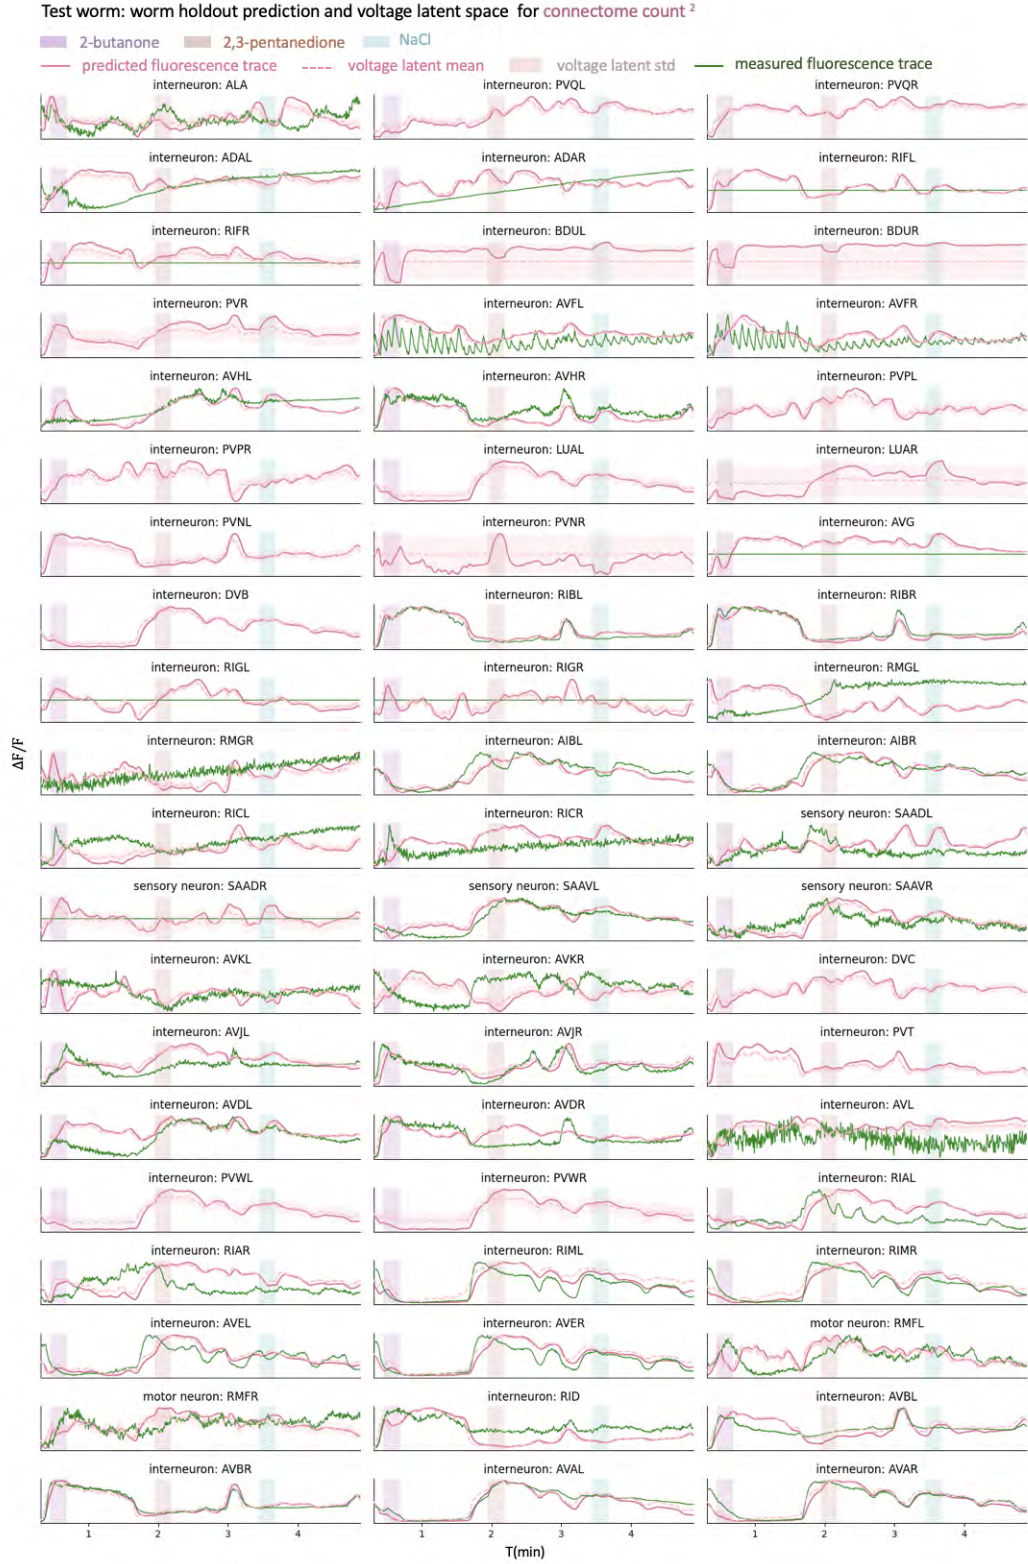 Test worm: worm holdout prediction and voltage latent space for connectome count ²
2-butanone 2,3-pentanedione NaCl
predicted fluorescence trace voltage latent mean voltage latent std measured fluorescence trace
interneuron: ALA interneuron: PVQL interneuron: PVQR
interneuron: ADAL interneuron: ADAR interneuron: RIFL
interneuron: RIFR interneuron: BDUL interneuron: BDUR
interneuron: PVR interneuron: AVFL interneuron: AVFR
interneuron: AVHL interneuron: AVHR interneuron: PVPL
interneuron: PVPR interneuron: LUAL interneuron: LUAR
interneuron: PVNL interneuron: PVNR interneuron: AVG
interneuron: DVB interneuron: RIBL interneuron: RIBR
interneuron: RIGL interneuron: RIGR interneuron: RMGL
ΔF/F
interneuron: RMGR interneuron: AIBL interneuron: AIBR
interneuron: RICL interneuron: RICR sensory neuron: SAADL
sensory neuron: SAADR sensory neuron: SAAVL sensory neuron: SAAVR
interneuron: AVKL interneuron: AVKR interneuron: DVC
interneuron: AVJL interneuron: AVJR interneuron: PVT
interneuron: AVDL interneuron: AVDR interneuron: AVL
interneuron: PVWL interneuron: PVWR interneuron: RIAL
interneuron: RIAR interneuron: RIML interneuron: RIMR
interneuron: AVEL interneuron: AVER motor neuron: RMFL
motor neuron: RMFR interneuron: RID interneuron: AVBL
interneuron: AVBR interneuron: AVAL interneuron: AVAR
1 2 3 4 1 2 3 4 1 2 3 4
T(min)